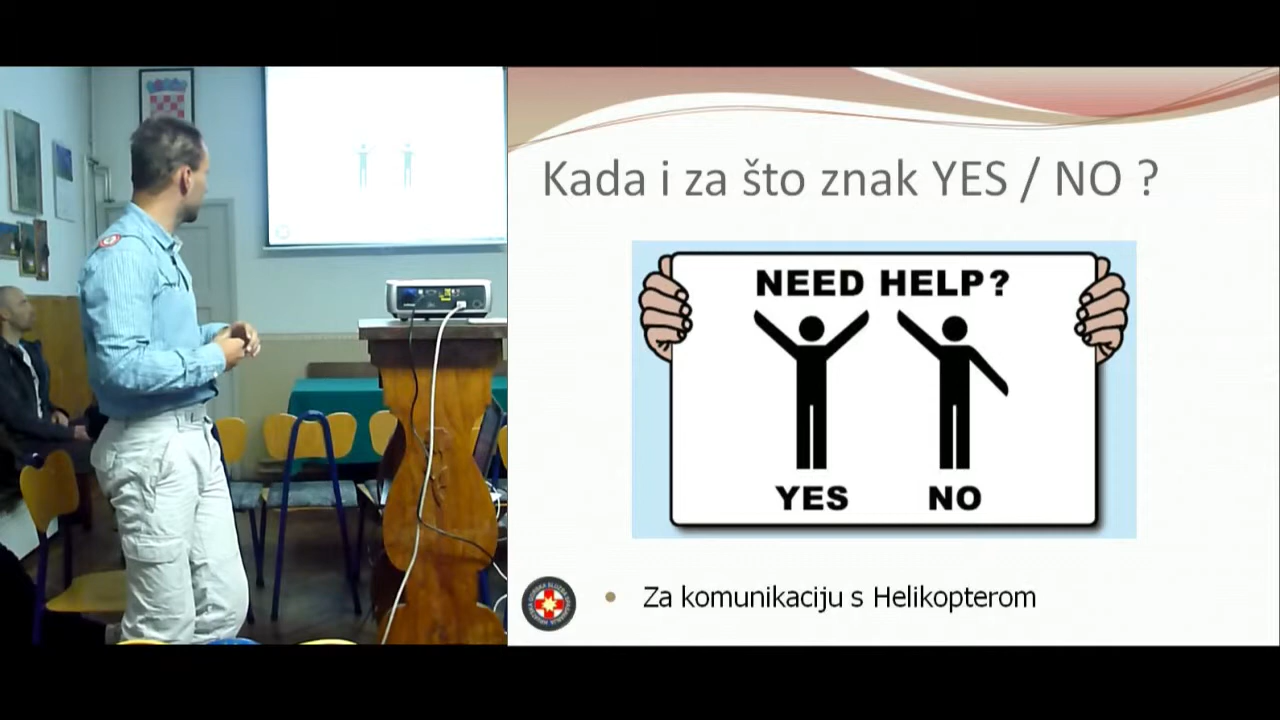 Kada i za što znak YES / NO ?
NEED HELP?
YES NO
• Za komunikaciju s Helikopterom